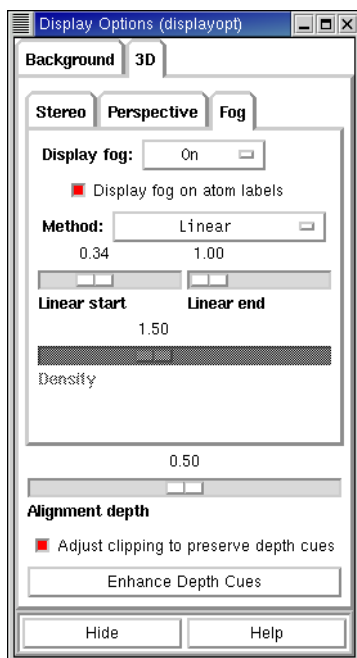 Display Options (displayopt)
Background 3D
Stereo Perspective Fog
Display fog: On
Display fog on atom labels
Method: Linear
0.34 1.00
Linear start Linear end
1.50
Density
0.50
Alignment depth
Adjust clipping to preserve depth cues
Enhance Depth Cues
Hide Help